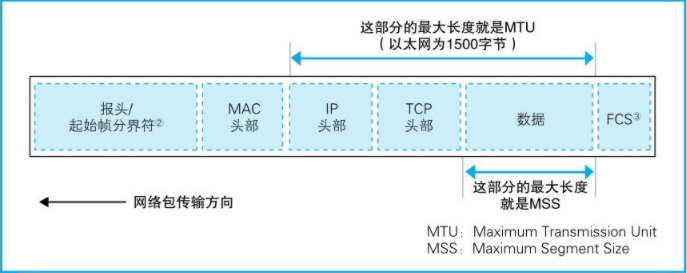 这部分的最大长度就是MTU
（以太网为1500字节）
报头/
起始帧分界符②
MAC
头部
IP
头部
TCP
头部
数据
FCS③
这部分的最大长度
就是MSS
网络包传输方向
MTU：Maximum Transmission Unit
MSS：Maximum Segment Size